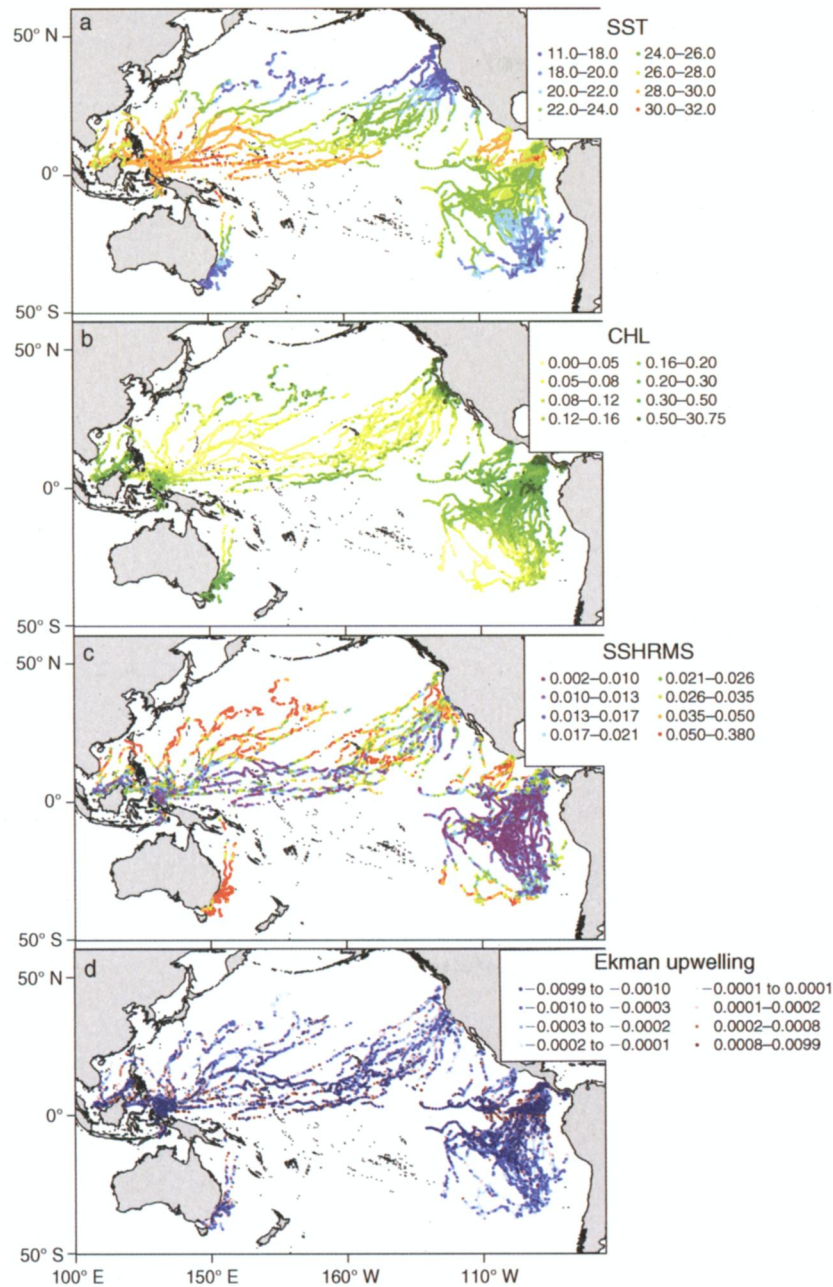 a
50° N
0°
50° S
SST
11.0–18.0 24.0–26.0
18.0–20.0 26.0–28.0
20.0–22.0 28.0–30.0
22.0–24.0 30.0–32.0
b
50° N
0°
50° S
CHL
0.00–0.05 0.16–0.20
0.05–0.08 0.20–0.30
0.08–0.12 0.30–0.50
0.12–0.16 0.50–30.75
c
50° N
0°
50° S
SSHRMS
0.002–0.010 0.021–0.026
0.010–0.013 0.026–0.035
0.013–0.017 0.035–0.050
0.017–0.021 0.050–0.380
d
50° N
0°
50° S
Ekman upwelling
−0.0099 to −0.0010 −0.0001 to 0.0001
−0.0010 to −0.0003 0.0001–0.0002
−0.0003 to −0.0002 0.0002–0.0008
−0.0002 to −0.0001 0.0008–0.0099
100° E 150° E 160° W 110° W